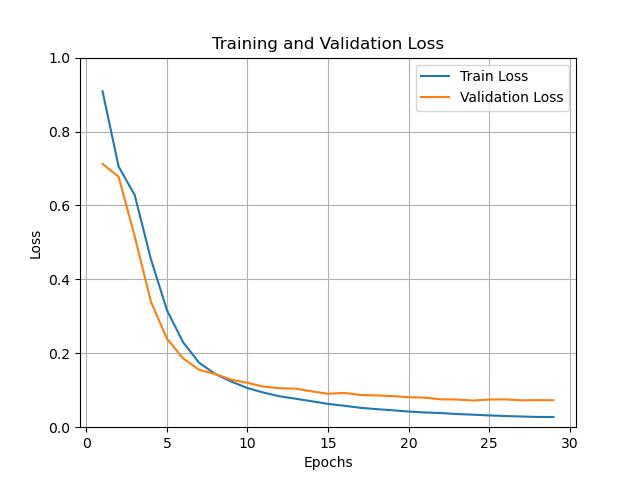 Training and Validation Loss
Train Loss
Validation Loss
Loss
1.0
0.8
0.6
0.4
0.2
0.0
0 5 10 15 20 25 30
Epochs